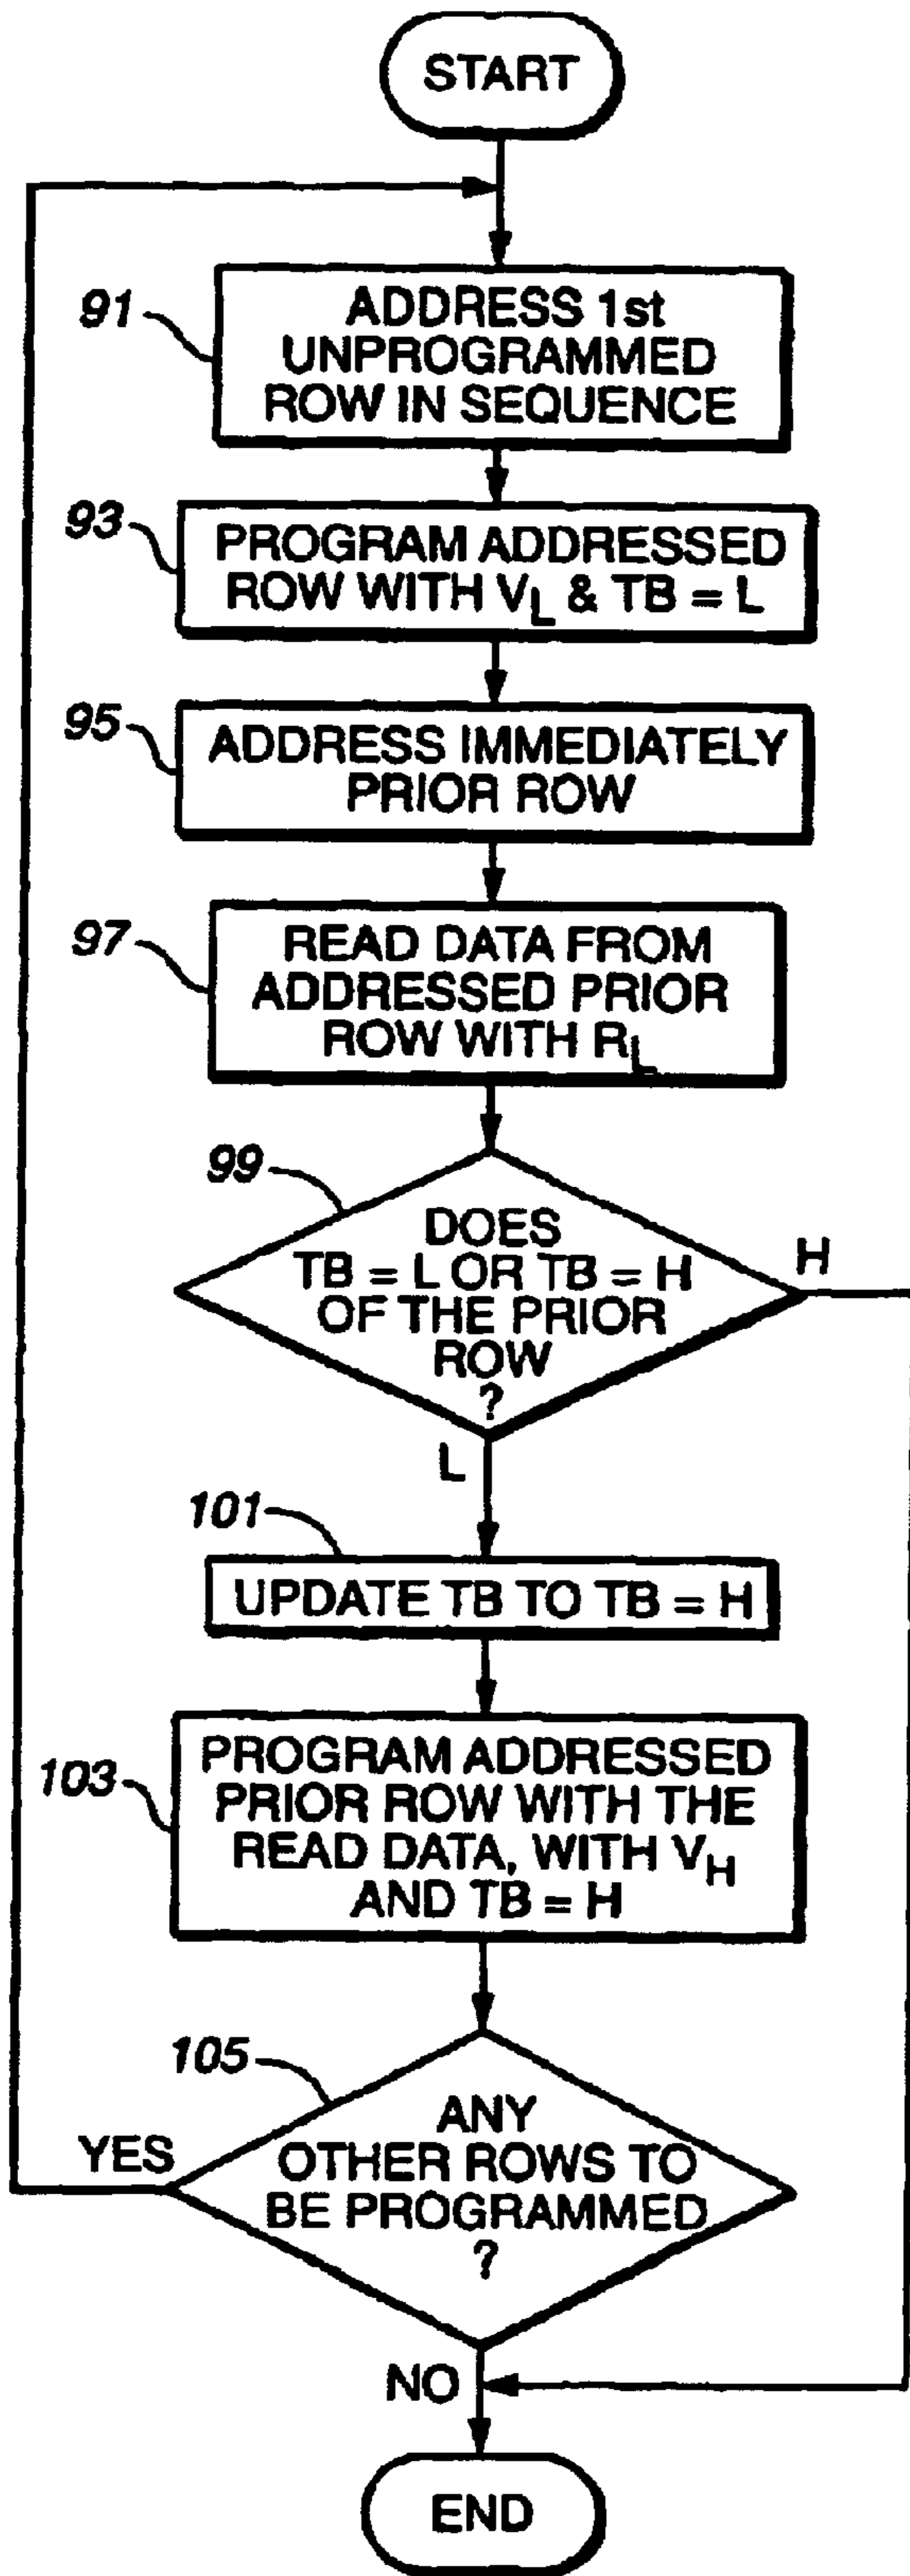 START
91
ADDRESS 1st
UNPROGRAMMED
ROW IN SEQUENCE
93
PROGRAM ADDRESSED
ROW WITH VL & TB = L
95
ADDRESS IMMEDIATELY
PRIOR ROW
97
READ DATA FROM
ADDRESSED PRIOR
ROW WITH RL
99
DOES
TB = L OR TB = H
OF THE PRIOR
ROW
?
H
L
101
UPDATE TB TO TB = H
103
PROGRAM ADDRESSED
PRIOR ROW WITH THE
READ DATA, WITH VH
AND TB = H
105
ANY
OTHER ROWS TO
BE PROGRAMMED
?
YES
NO
END